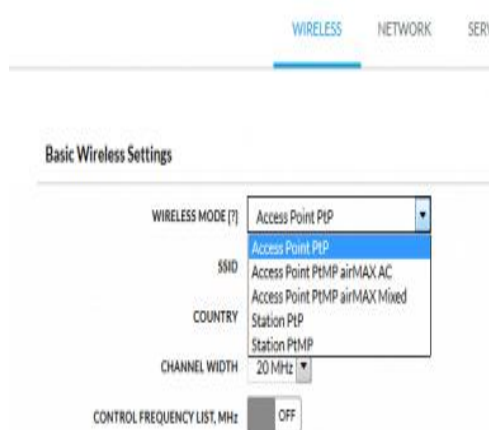 WIRELESS NETWORK
Basic Wireless Settings
WIRELESS MODE [?] Access Point PtP
Access Point PtP
SSID Access Point PtMP airMAX AC
Access Point PtMP airMAX Mixed
COUNTRY Station PtP
Station PtMP
CHANNEL WIDTH 20 MHz
CONTROL FREQUENCY LIST, MHz OFF